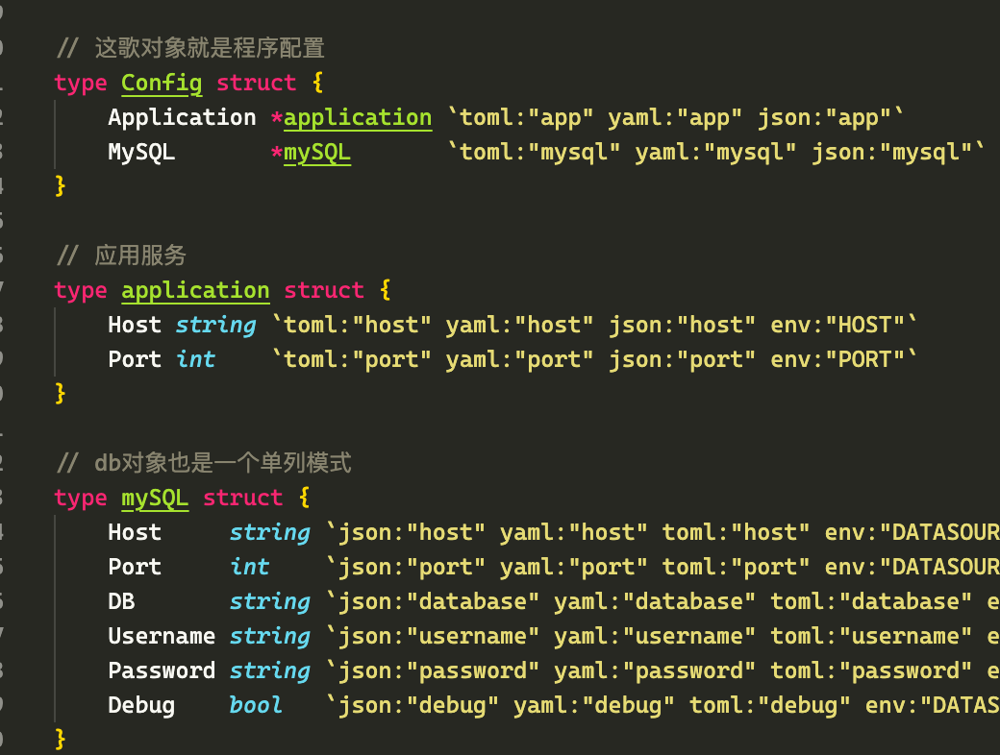 // 这歌对象就是程序配置
type Config struct {
Application *application `toml:"app" yaml:"app" json:"app"`
MySQL *mySQL `toml:"mysql" yaml:"mysql" json:"mysql"`
}
// 应用服务
type application struct {
Host string `toml:"host" yaml:"host" json:"host" env:"HOST"`
Port int `toml:"port" yaml:"port" json:"port" env:"PORT"`
}
// db对象也是一个单列模式
type mySQL struct {
Host string `json:"host" yaml:"host" toml:"host" env:"DATASOUR
Port int `json:"port" yaml:"port" toml:"port" env:"DATASOUR
DB string `json:"database" yaml:"database" toml:"database" e
Username string `json:"username" yaml:"username" toml:"username" e
Password string `json:"password" yaml:"password" toml:"password" e
Debug bool `json:"debug" yaml:"debug" toml:"debug" env:"DATAS
}